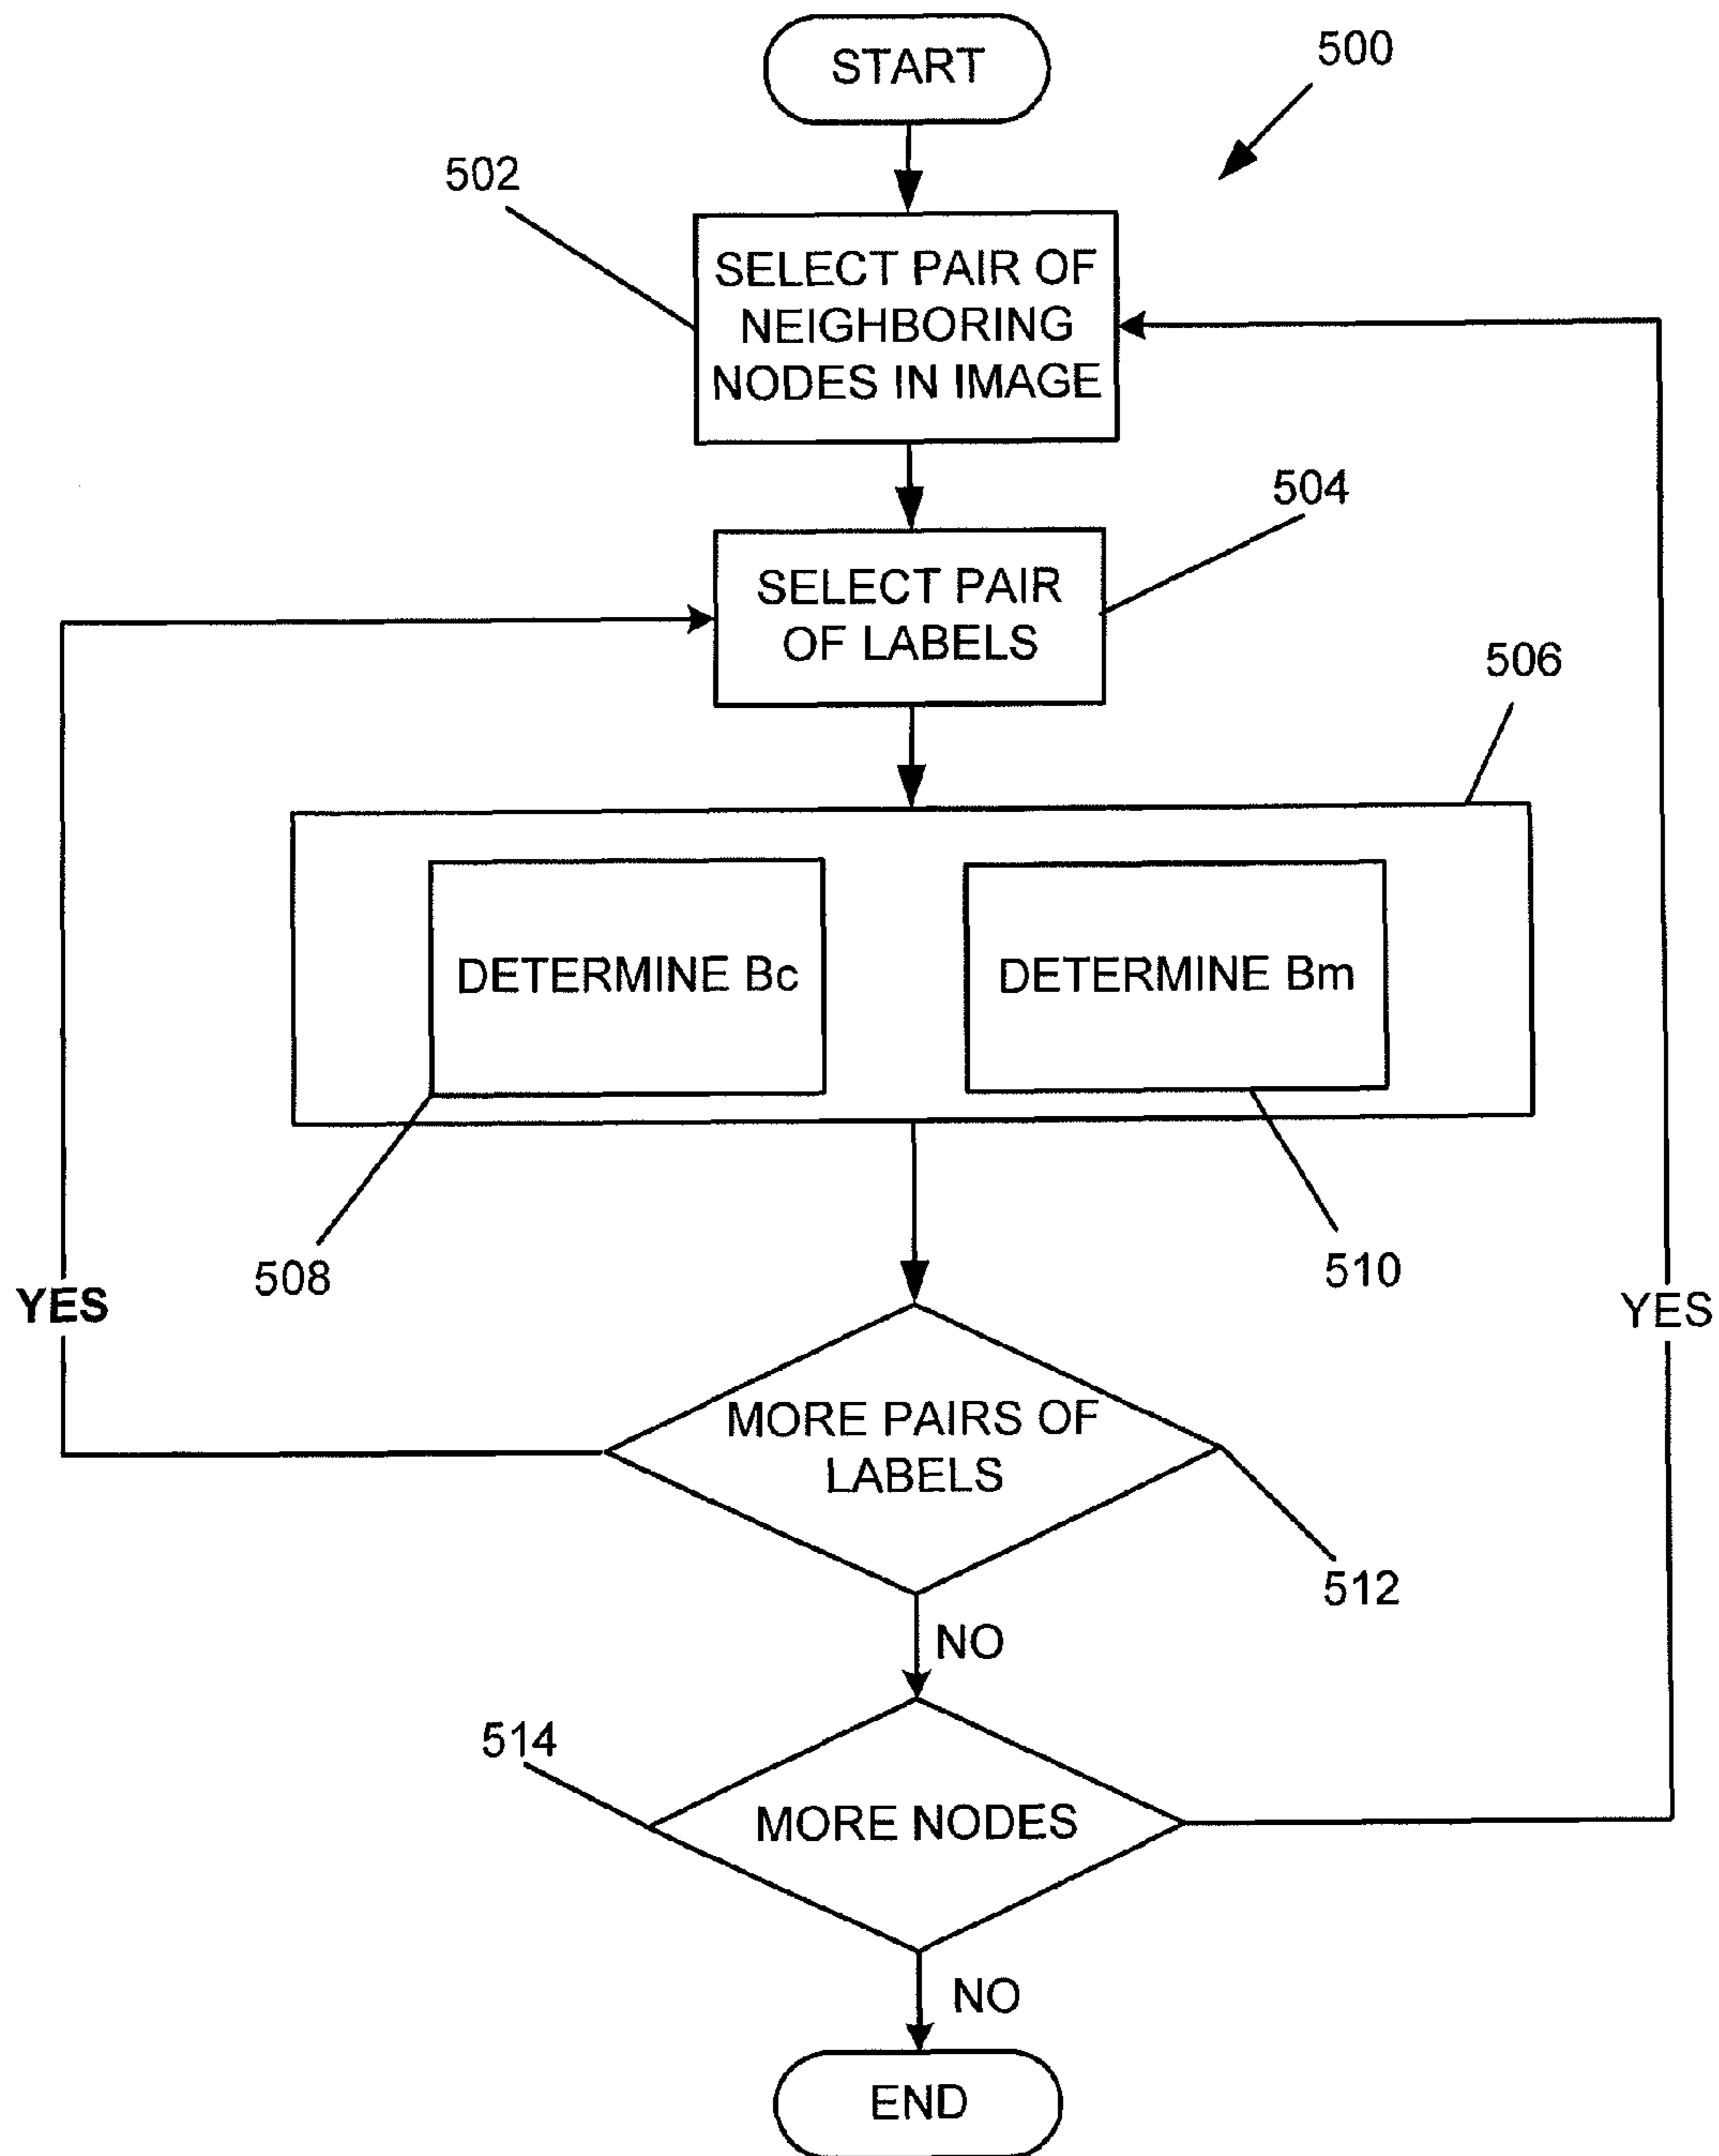 START
500
502
SELECT PAIR OF
NEIGHBORING
NODES IN IMAGE
504
SELECT PAIR
OF LABELS
506
DETERMINE Bc
DETERMINE Bm
508
510
YES
YES
MORE PAIRS OF
LABELS
512
NO
514
MORE NODES
NO
END